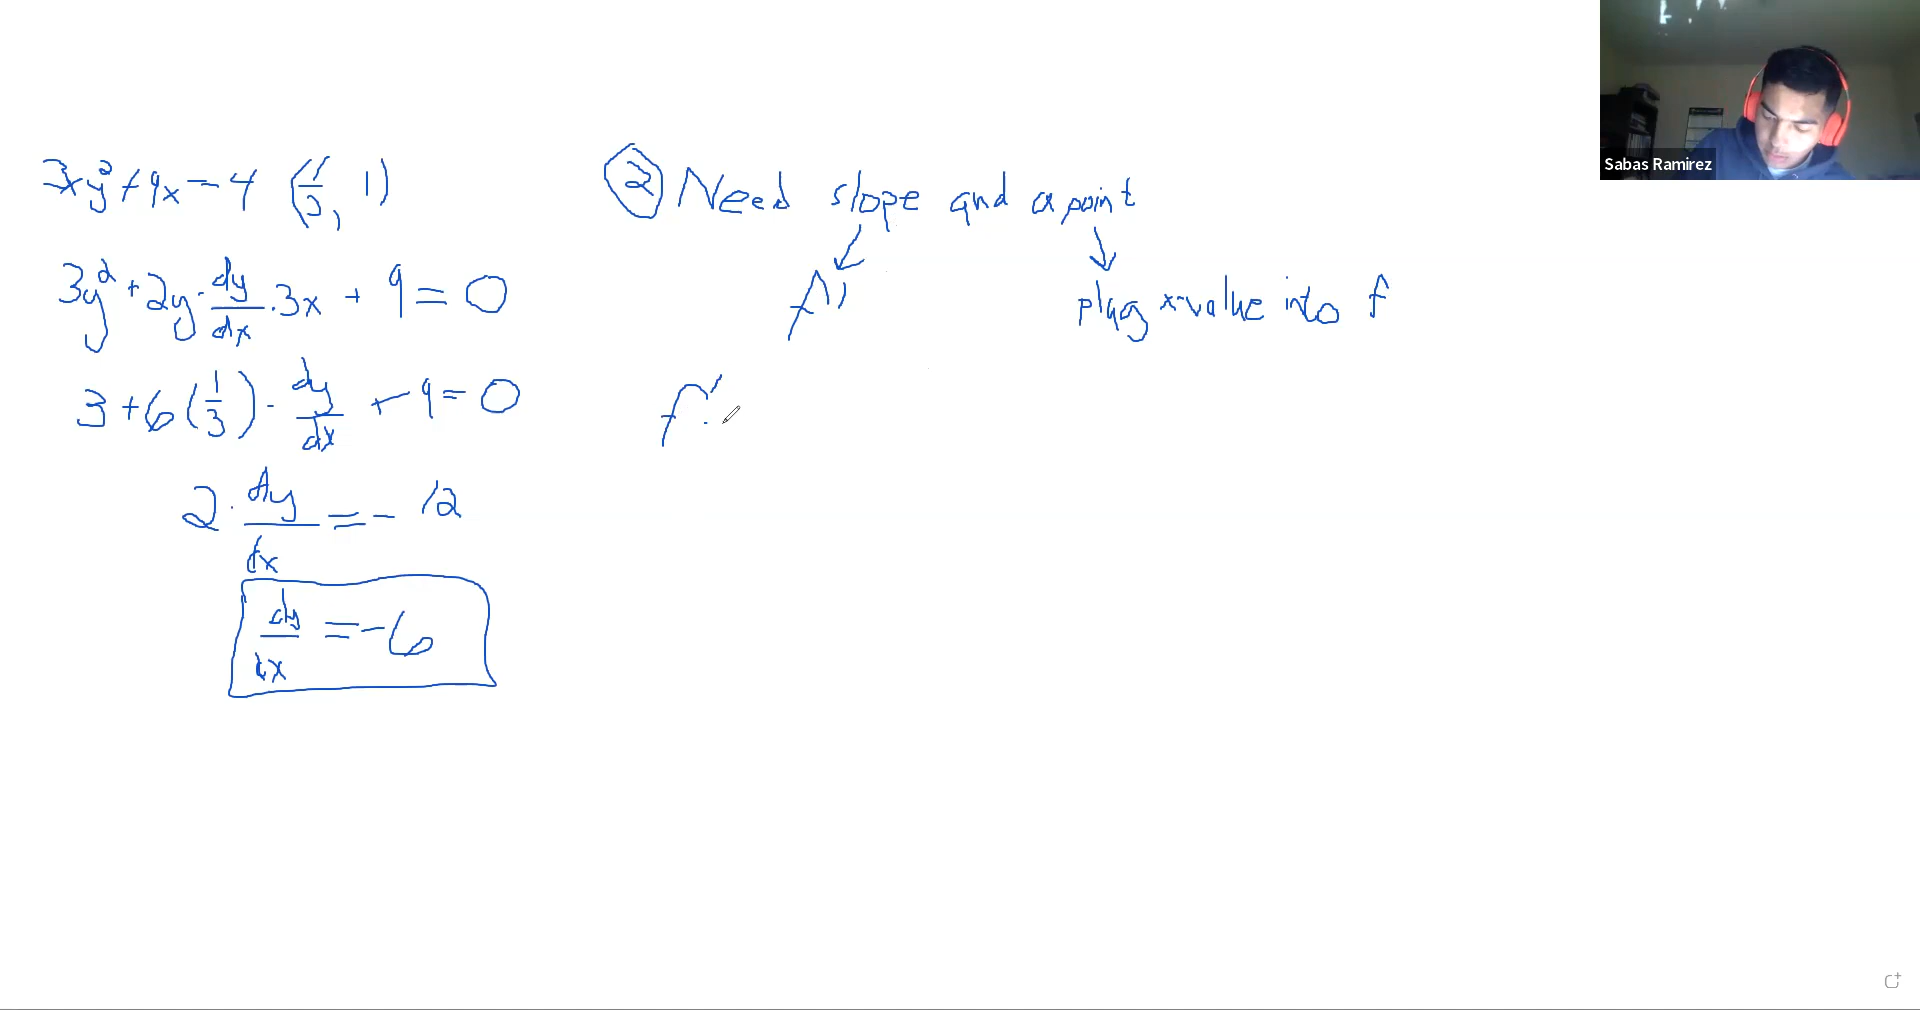 3xy² + 9x = 4 (1/3, 1)
3y² + 2y · dy/dx · 3x + 9 = 0
3 + 6(1/3) · dy/dx + 9 = 0
2 · dy/dx = -12
dy/dx = -6
② Need slope and a point
f'
plug x-value into f
f':
Sabas Ramirez